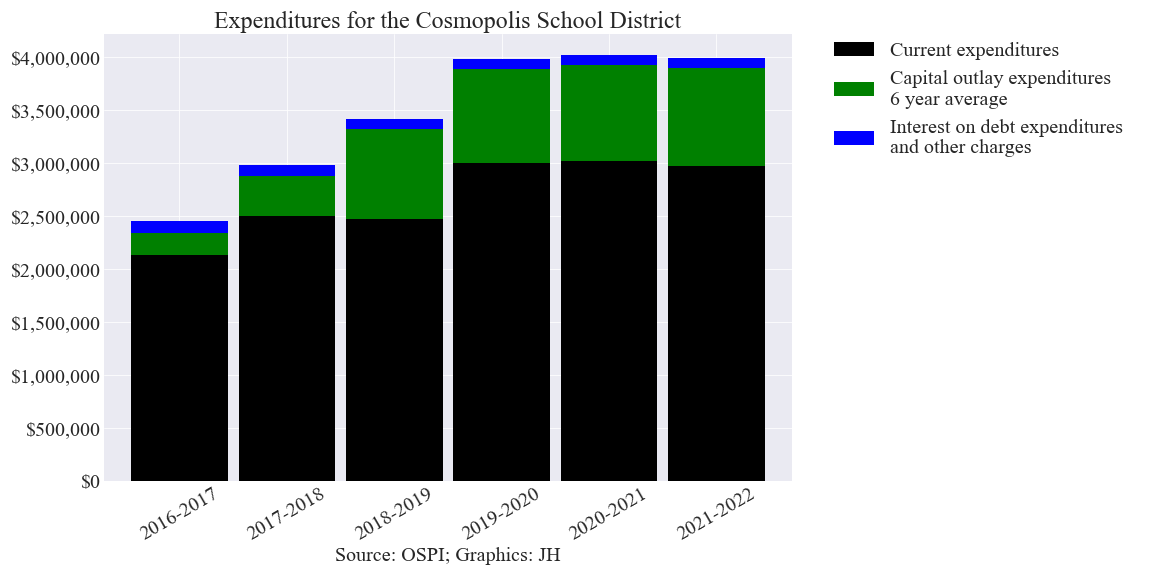 Expenditures for the Cosmopolis School District
$4,000,000
$3,500,000
$3,000,000
$2,500,000
$2,000,000
$1,500,000
$1,000,000
$500,000
$0
2016-2017
2017-2018
2018-2019
2019-2020
2020-2021
2021-2022
Source: OSPI; Graphics: JH
Current expenditures
Capital outlay expenditures
6 year average
Interest on debt expenditures
and other charges